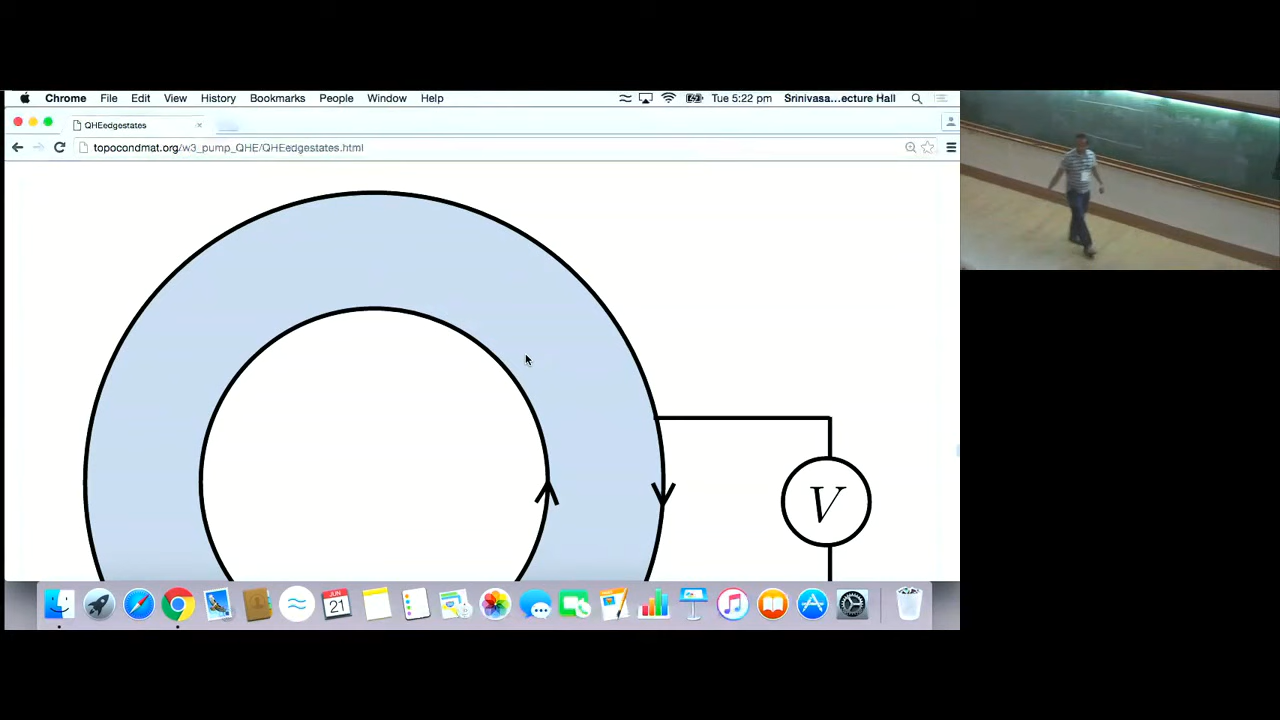 Chrome File Edit View History Bookmarks People Window Help Tue 5:22 pm Srinivasa...ecture Hall
QHEedgestates
topocondmat.org/w3_pump_QHE/QHEedgestates.html
V
JUN
21